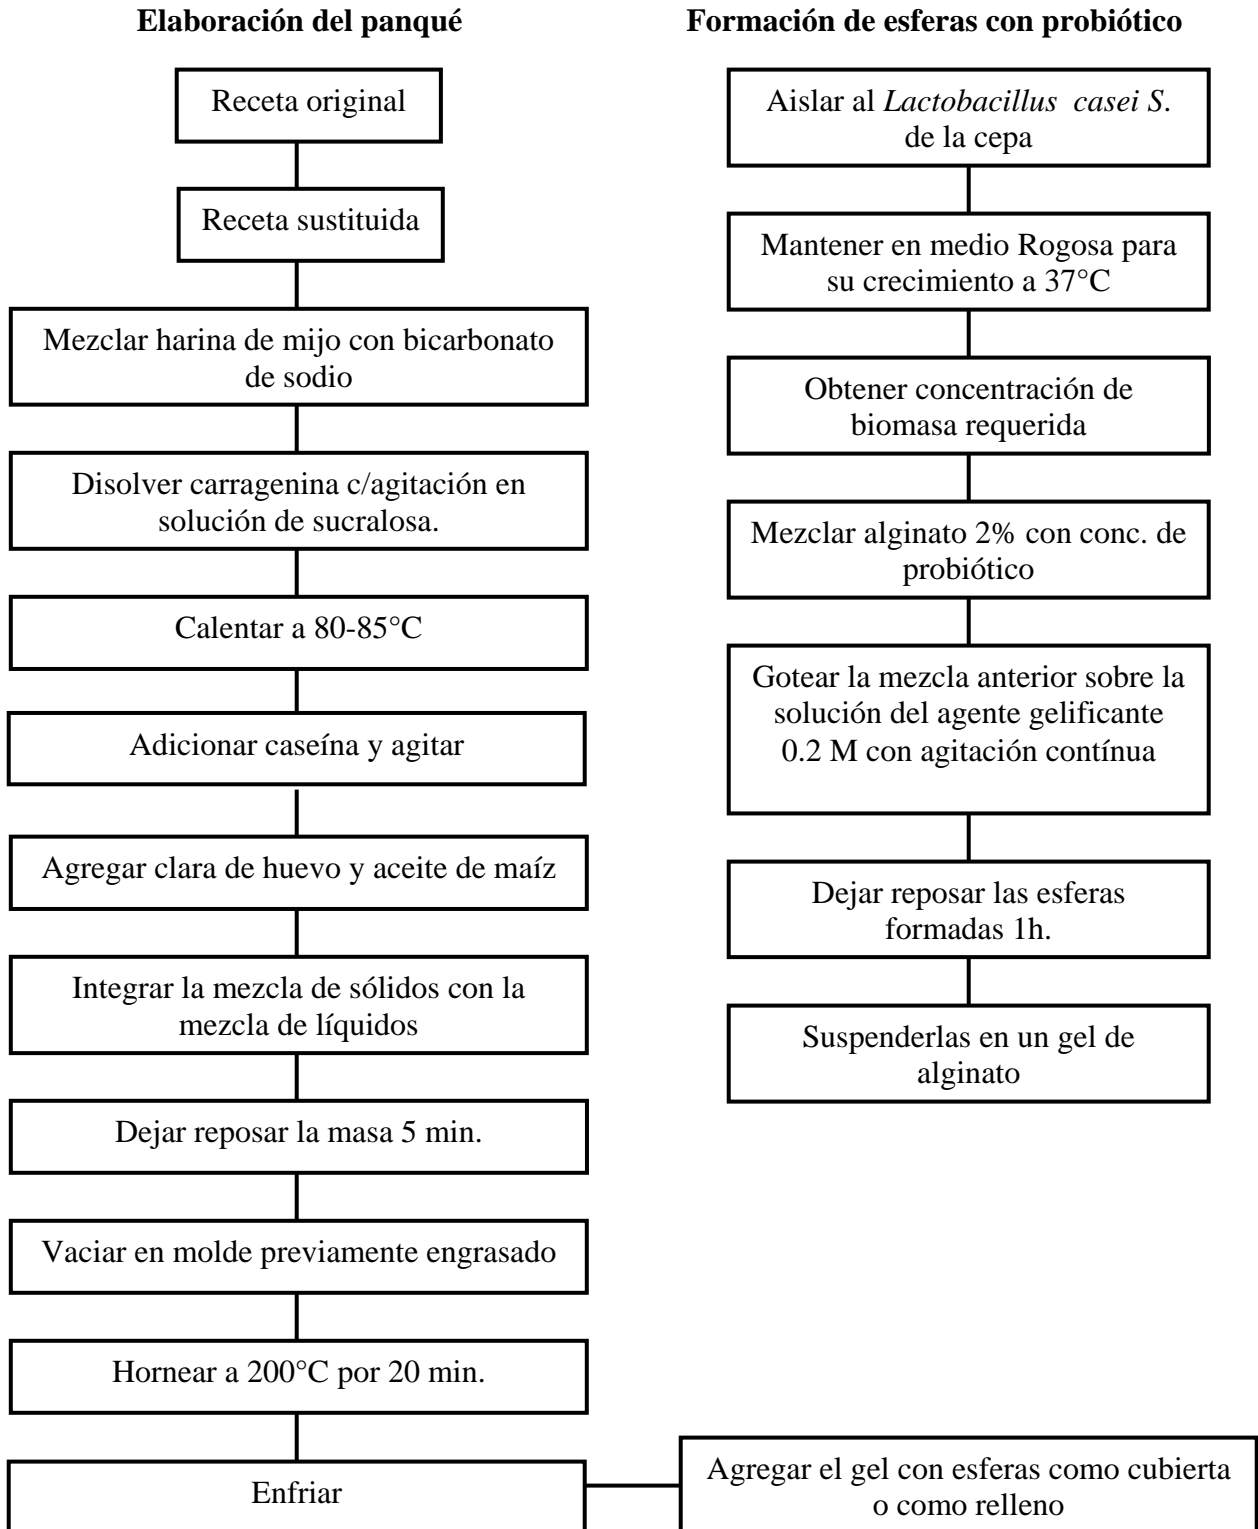 Elaboración del panqué
Receta original
Receta sustituida
Mezclar harina de mijo con bicarbonato
de sodio
Disolver carragenina c/agitación en
solución de sucralosa.
Calentar a 80-85°C
Adicionar caseína y agitar
Agregar clara de huevo y aceite de maíz
Integrar la mezcla de sólidos con la
mezcla de líquidos
Dejar reposar la masa 5 min.
Vaciar en molde previamente engrasado
Hornear a 200°C por 20 min.
Enfriar
Formación de esferas con probiótico
Aislar al Lactobacillus casei S.
de la cepa
Mantener en medio Rogosa para
su crecimiento a 37°C
Obtener concentración de
biomasa requerida
Mezclar alginato 2% con conc. de
probiótico
Gotear la mezcla anterior sobre la
solución del agente gelificante
0.2 M con agitación contínua
Dejar reposar las esferas
formadas 1h.
Suspenderlas en un gel de
alginato
Agregar el gel con esferas como cubierta
o como relleno